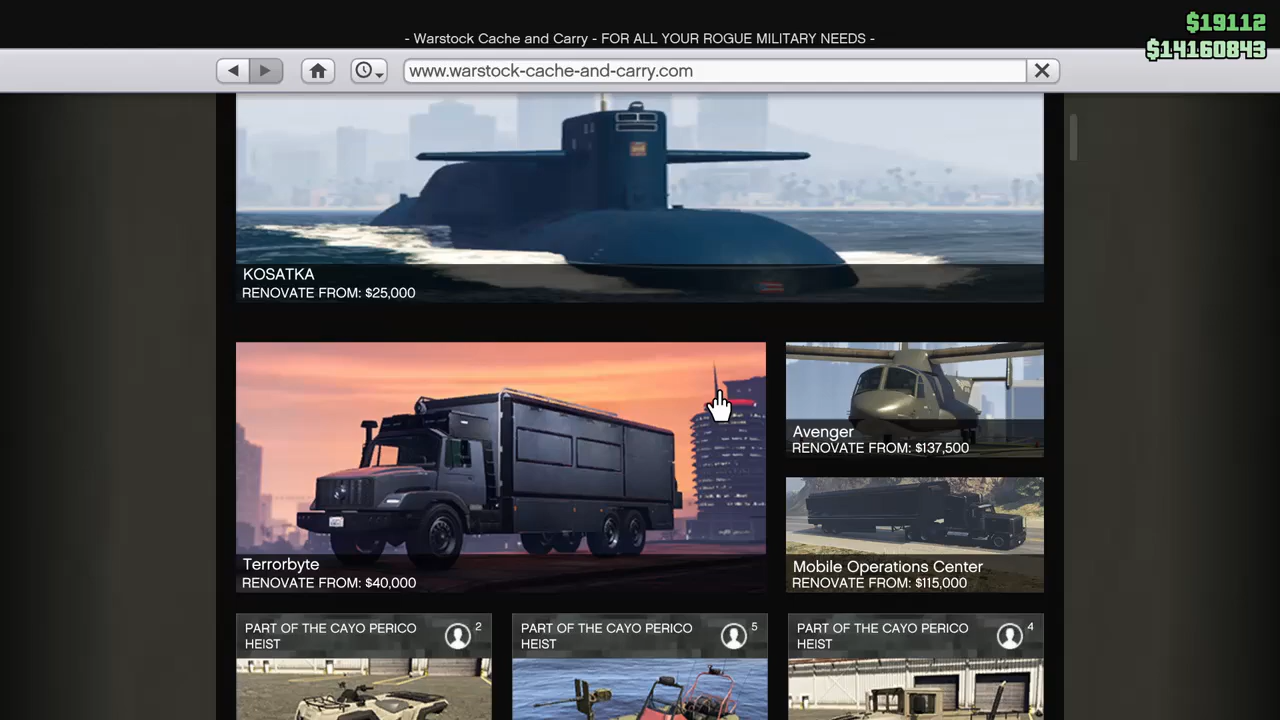 $19112
$14160843
- Warstock Cache and Carry - FOR ALL YOUR ROGUE MILITARY NEEDS -
www.warstock-cache-and-carry.com
KOSATKA
RENOVATE FROM: $25,000
Terrorbyte
RENOVATE FROM: $40,000
Avenger
RENOVATE FROM: $137,500
Mobile Operations Center
RENOVATE FROM: $115,000
PART OF THE CAYO PERICO
HEIST
2
PART OF THE CAYO PERICO
HEIST
5
PART OF THE CAYO PERICO
HEIST
4